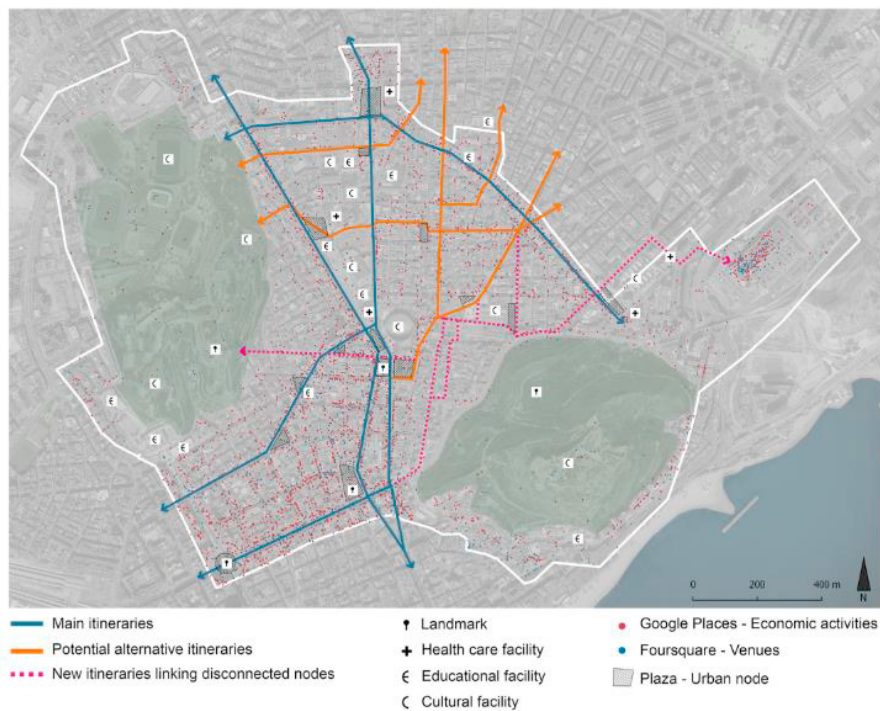 0 200 400 m
N
Main itineraries
Potential alternative itineraries
New itineraries linking disconnected nodes
Landmark
Health care facility
Educational facility
Cultural facility
Google Places - Economic activities
Foursquare - Venues
Plaza - Urban node